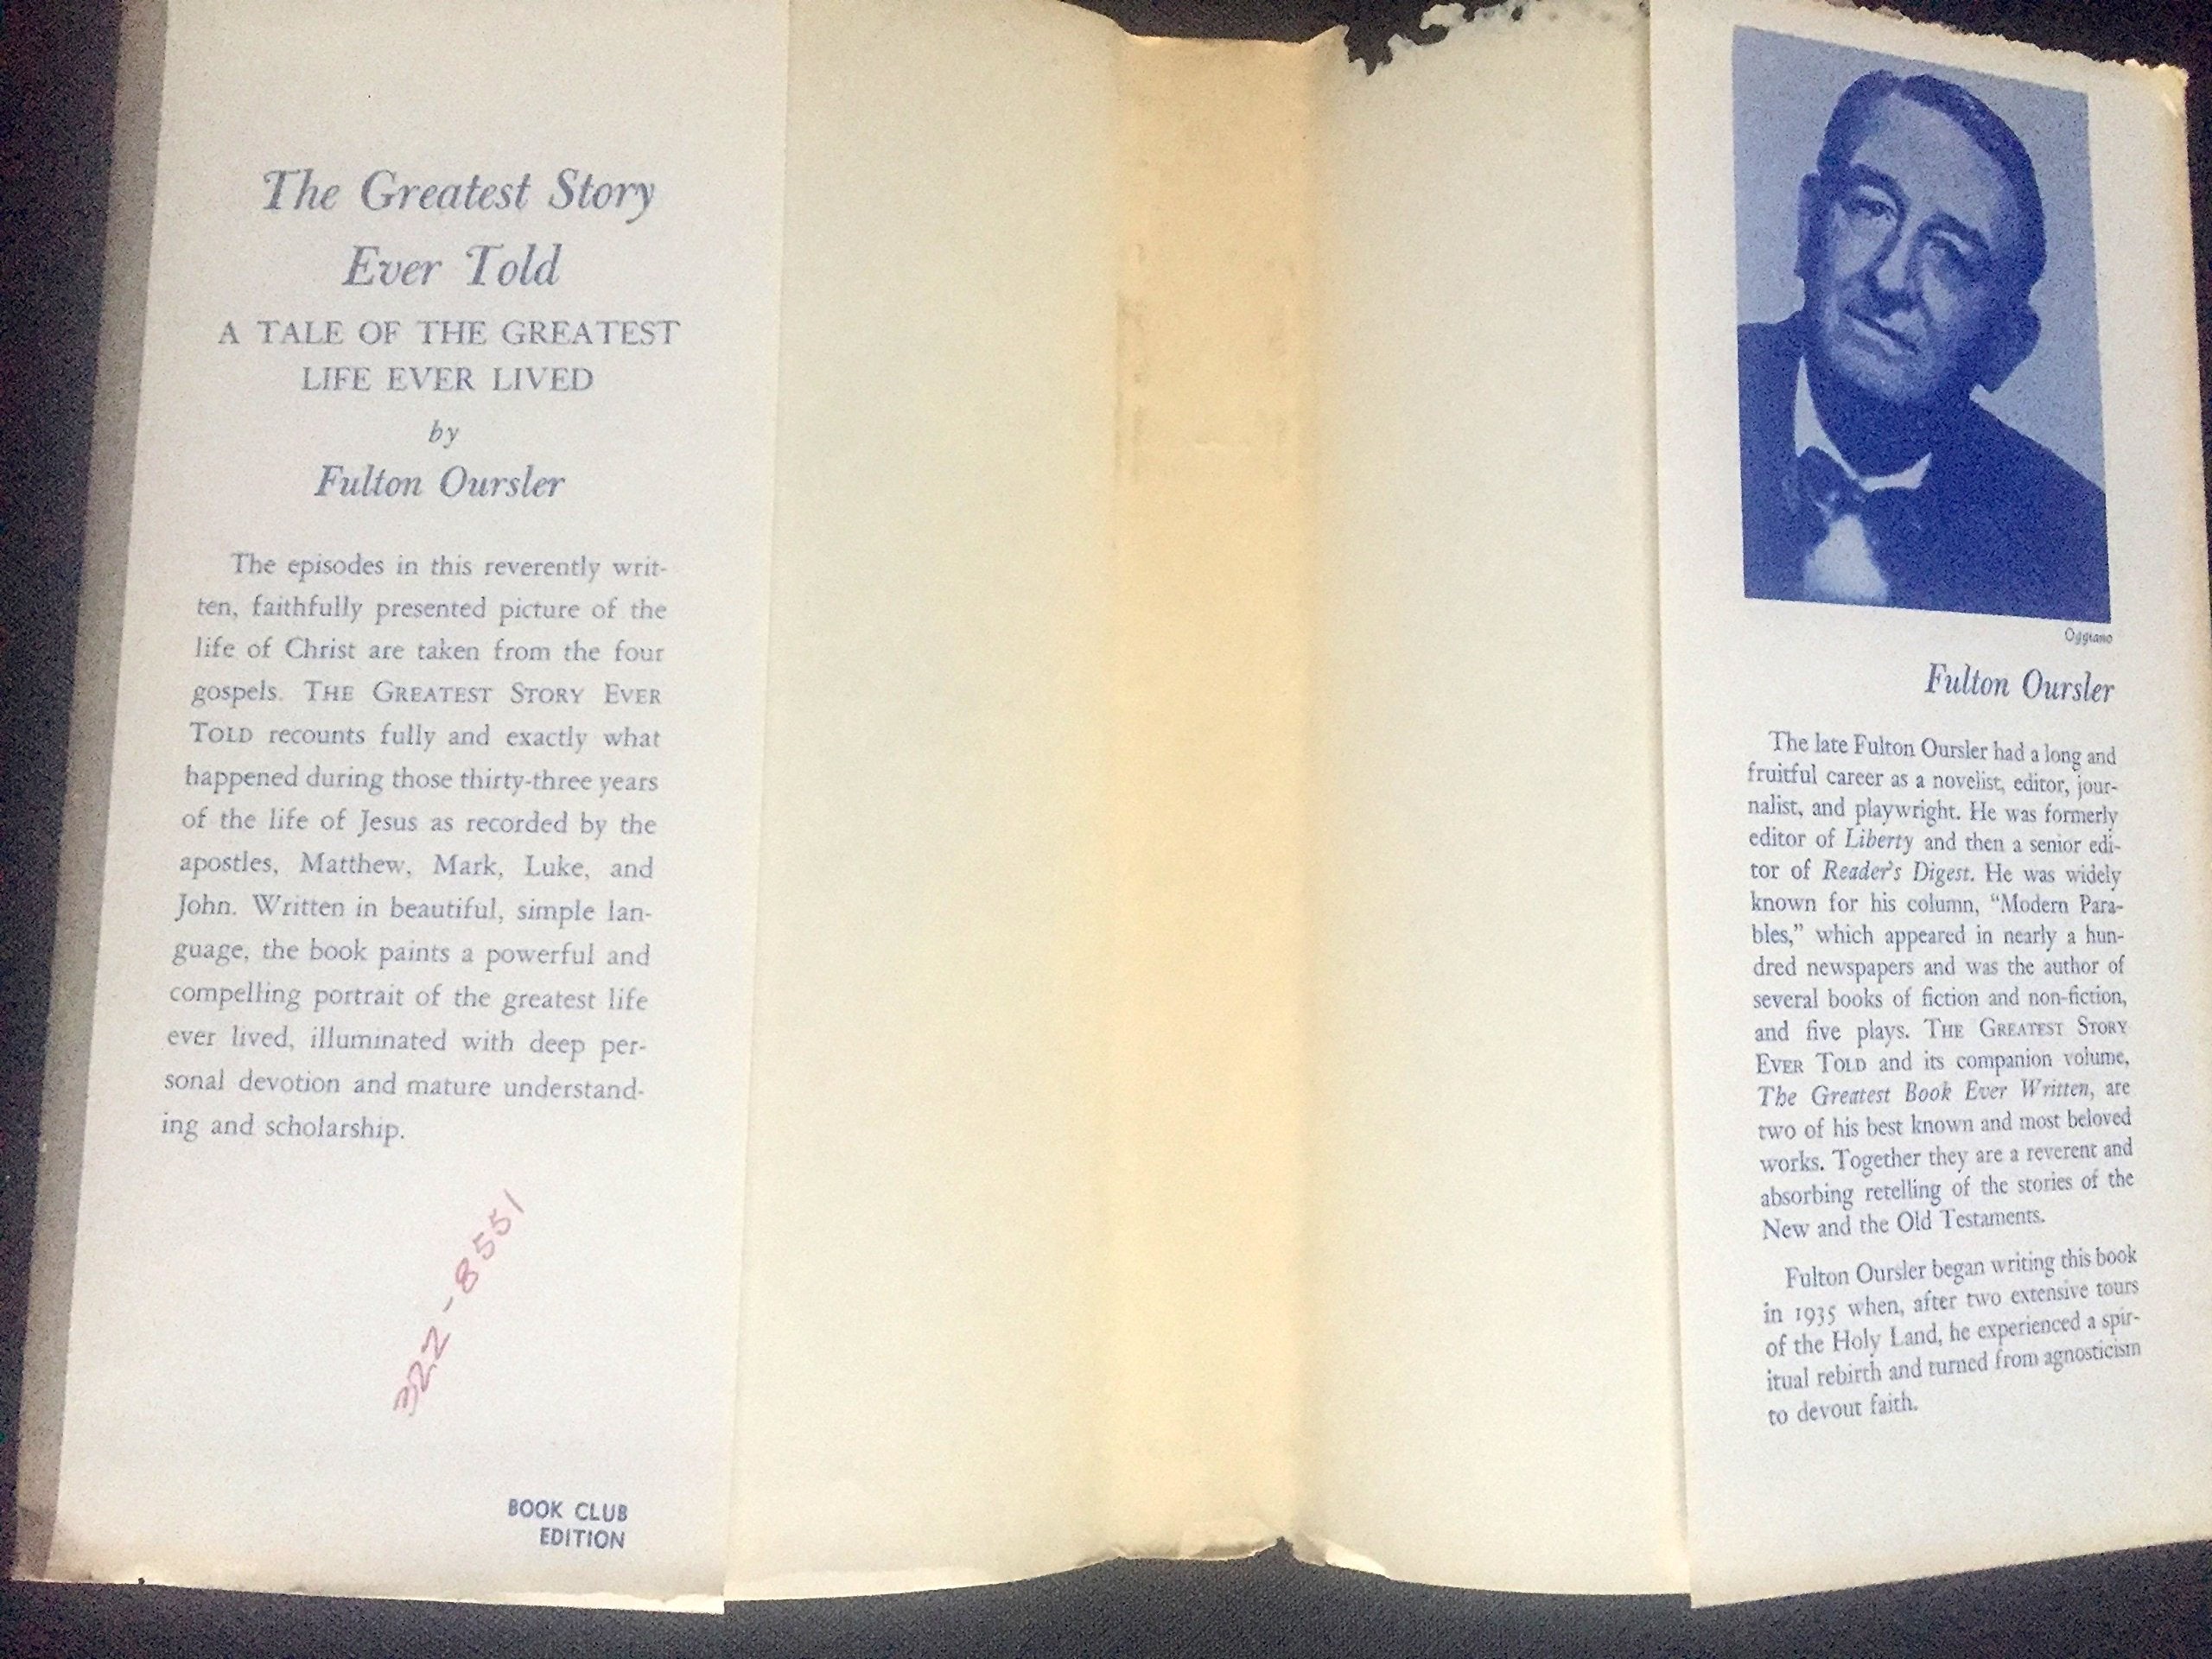 The Greatest Story
Ever Told
A TALE OF THE GREATEST
LIFE EVER LIVED
by
Fulton Oursler
The episodes in this reverently writ-
ten, faithfully presented picture of the
life of Christ are taken from the four
gospels. THE GREATEST STORY EVER
TOLD recounts fully and exactly what
happened during those thirty-three years
of the life of Jesus as recorded by the
apostles, Matthew, Mark, Luke, and
John. Written in beautiful, simple lan-
guage, the book paints a powerful and
compelling portrait of the greatest life
ever lived, illuminated with deep per-
sonal devotion and mature understand-
ing and scholarship.
322-8551
BOOK CLUB
EDITION
Oggiano
Fulton Oursler
The late Fulton Oursler had a long and
fruitful career as a novelist, editor, jour-
nalist, and playwright. He was formerly
editor of Liberty and then a senior edi-
tor of Reader's Digest. He was widely
known for his column, “Modern Para-
bles,” which appeared in nearly a hun-
dred newspapers and was the author of
several books of fiction and non-fiction,
and five plays. THE GREATEST STORY
EVER TOLD and its companion volume,
The Greatest Book Ever Written, are
two of his best known and most beloved
works. Together they are a reverent and
absorbing retelling of the stories of the
New and the Old Testaments.
Fulton Oursler began writing this book
in 1935 when, after two extensive tours
of the Holy Land, he experienced a spir-
itual rebirth and turned from agnosticism
to devout faith.